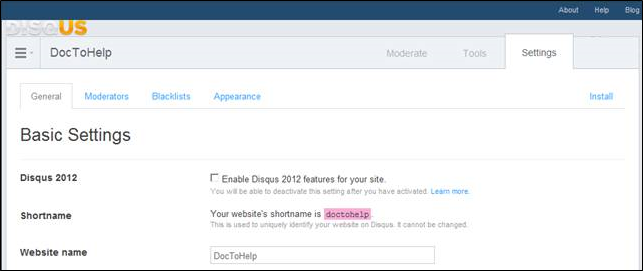 About Help Blog
DISQUS
DocToHelp Moderate Tools Settings
General Moderators Blacklists Appearance Install
Basic Settings
Disqus 2012 Enable Disqus 2012 features for your site.
You will be able to deactivate this setting after you have activated. Learn more.
Shortname Your website's shortname is doctohelp.
This is used to uniquely identify your website on Disqus. It cannot be changed.
Website name DocToHelp